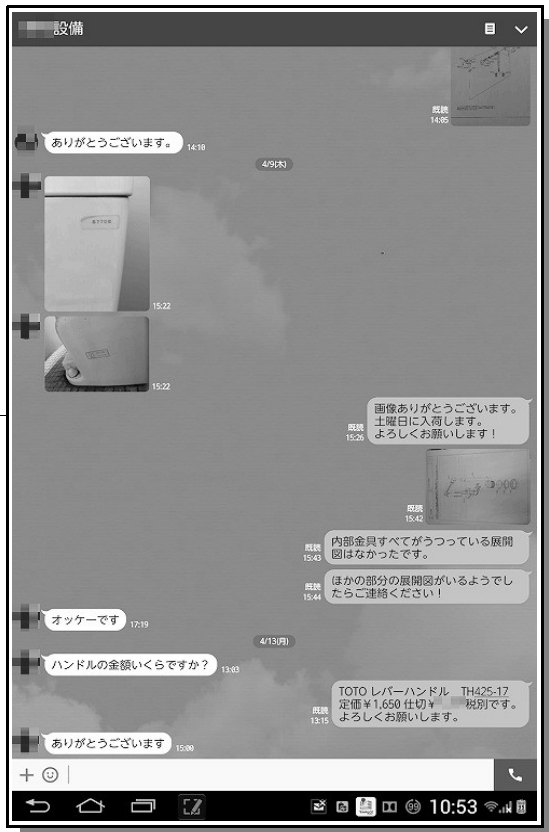 設備
既読
14:05
ありがとうございます。
14:10
4/9(木)
15:22
15:22
画像ありがとうございます。
土曜日に入荷します。
よろしくお願いします！
既読
15:26
既読
15:42
内部金具すべてがうつっている展開
図はなかったです。
既読
15:43
ほかの部分の展開図がいるようでし
たらご連絡ください！
既読
15:44
オッケーです
17:19
4/13(月)
ハンドルの金額いくらですか？
13:03
TOTO レバーハンドル TH425-17
定価￥1,650 仕切￥ 税別です。
よろしくお願いします。
既読
13:15
ありがとうございます
15:00
99
10:53